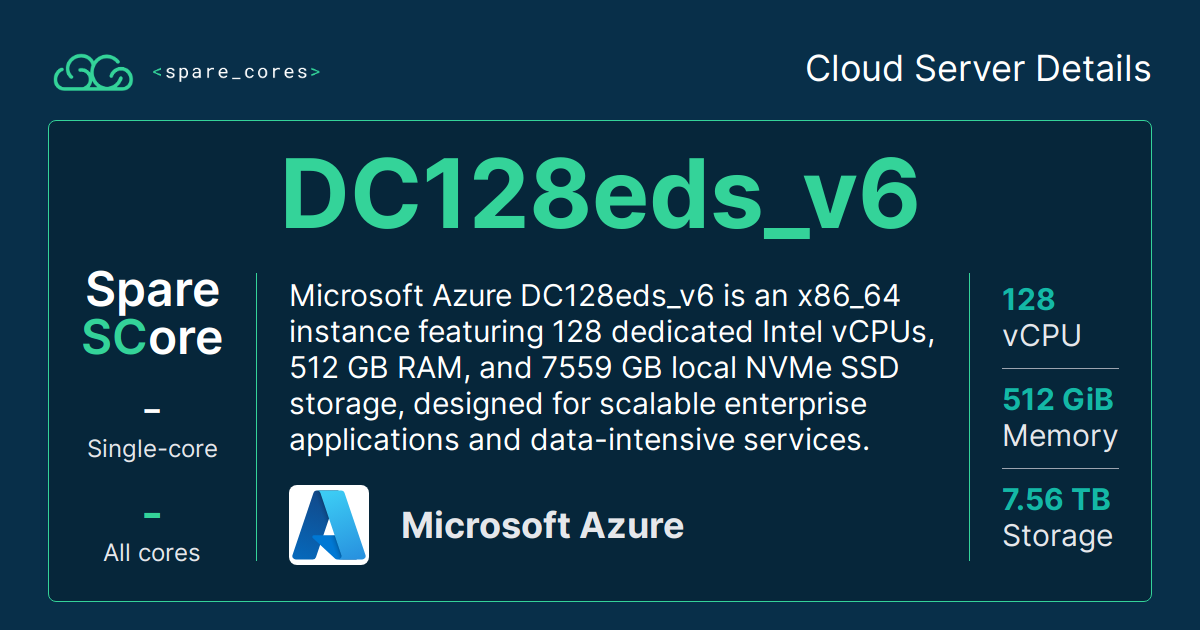 <spare_cores>
Cloud Server Details
DC128eds_v6
Spare
SCore
–
Single-core
–
All cores
Microsoft Azure DC128eds_v6 is an x86_64
instance featuring 128 dedicated Intel vCPUs,
512 GB RAM, and 7559 GB local NVMe SSD
storage, designed for scalable enterprise
applications and data-intensive services.
Microsoft Azure
128
vCPU
512 GiB
Memory
7.56 TB
Storage